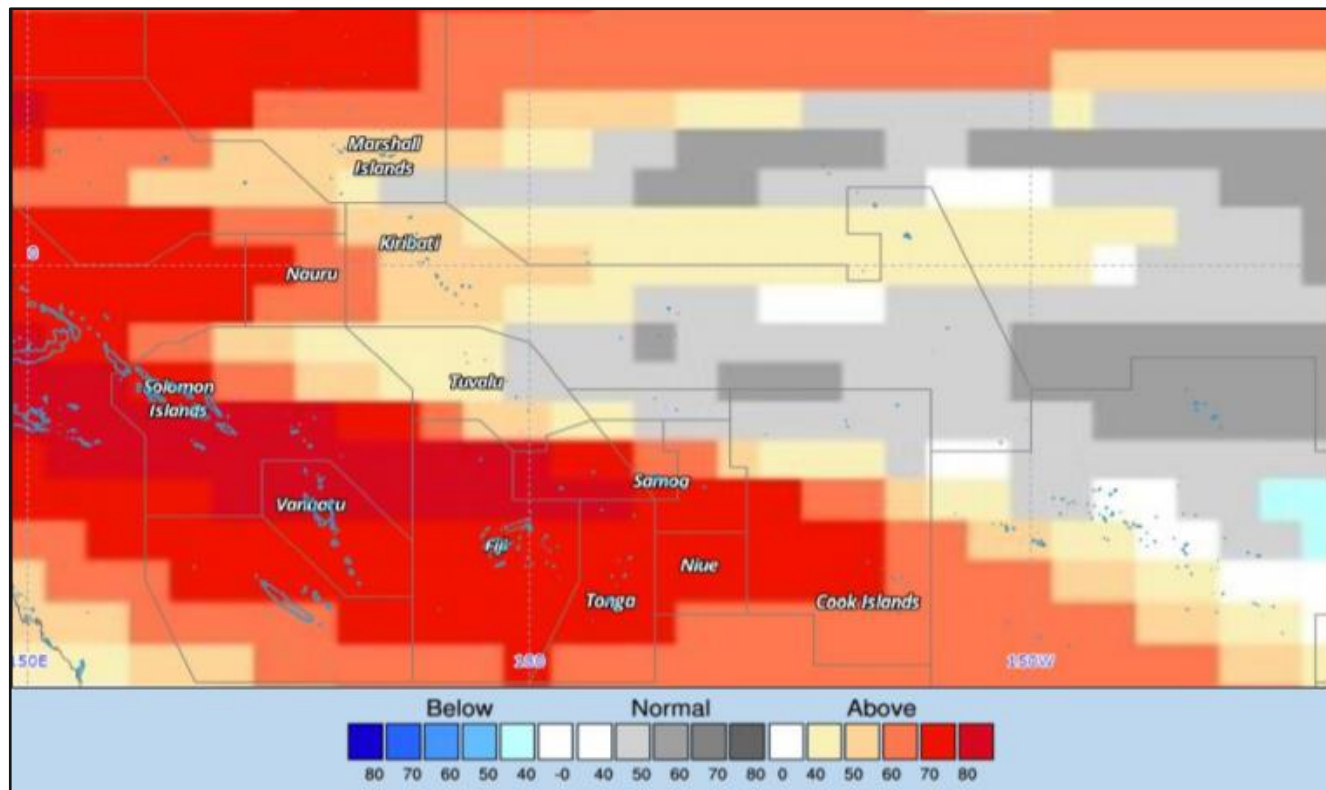 Marshall
Islands
Kiribati
0
Nauru
Tuvalu
Solomon
Islands
Samoa
Vanuatu
Fiji
Niue
Tonga
Cook Islands
150E
180
150W
Below Normal Above
80 70 60 50 40 -0 40 50 60 70 80 0 40 50 60 70 80